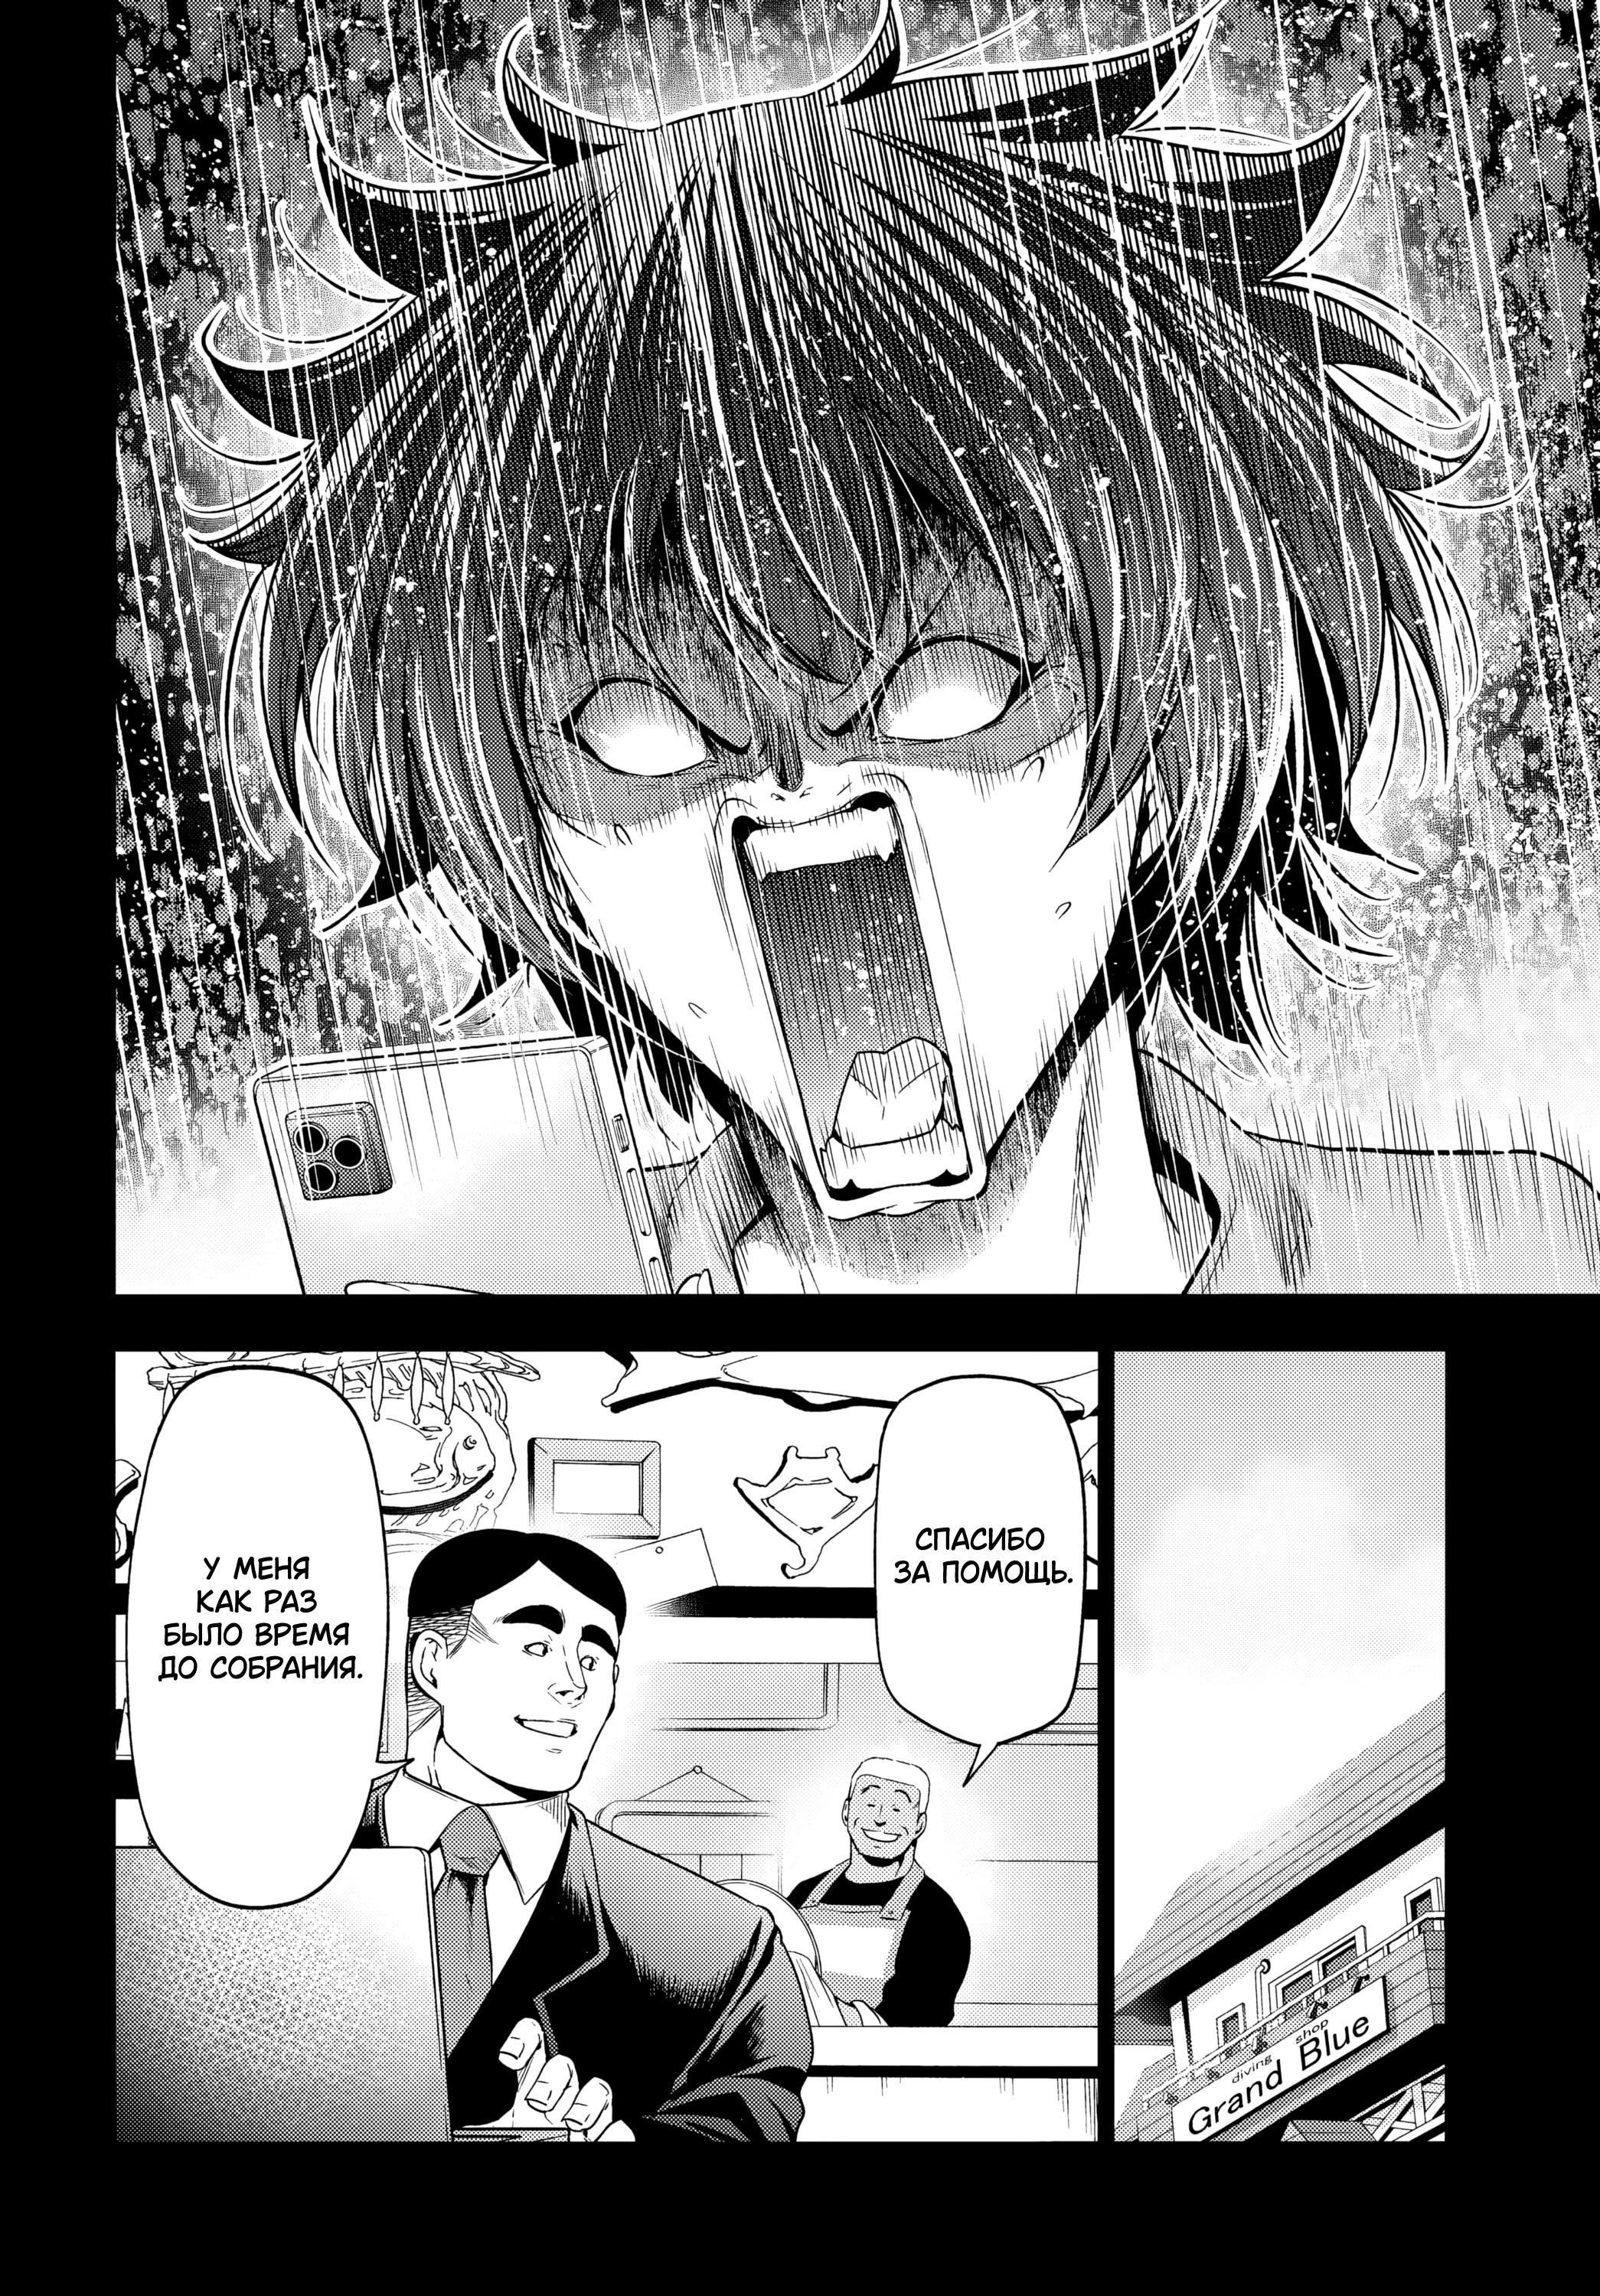 diving
shop
Grand Blue
СПАСИБО
ЗА ПОМОЩЬ.
У МЕНЯ
КАК РАЗ
БЫЛО ВРЕМЯ
ДО СОБРАНИЯ.